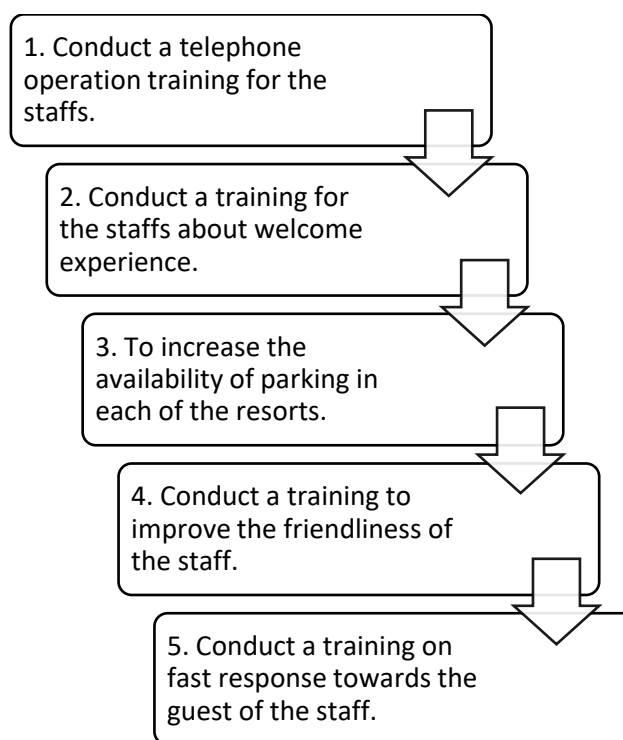 1. Conduct a telephone
operation training for the
staffs.
2. Conduct a training for
the staffs about welcome
experience.
3. To increase the
availability of parking in
each of the resorts.
4. Conduct a training to
improve the friendliness of
the staff.
5. Conduct a training on
fast response towards the
guest of the staff.